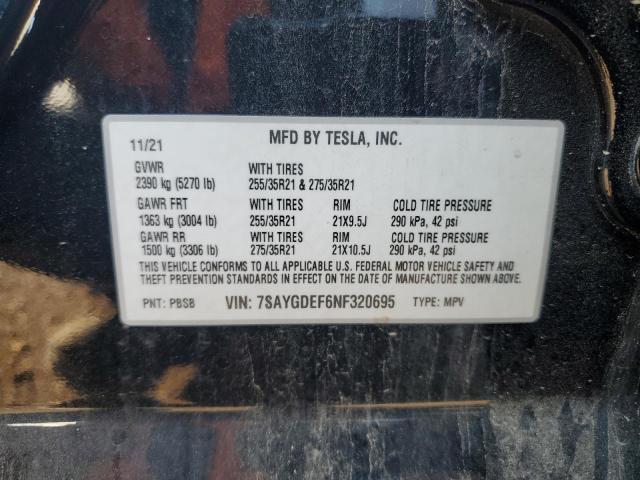 11/21 MFD BY TESLA, INC.
GVWR WITH TIRES
2390 kg (5270 lb) 255/35R21 & 275/35R21
GAWR FRT WITH TIRES RIM COLD TIRE PRESSURE
1363 kg (3004 lb) 255/35R21 21X9.5J 290 kPa, 42 psi
GAWR RR WITH TIRES RIM COLD TIRE PRESSURE
1500 kg (3306 lb) 275/35R21 21X10.5J 290 kPa, 42 psi
THIS VEHICLE CONFORMS TO ALL APPLICABLE U.S. FEDERAL MOTOR VEHICLE SAFETY AND
THEFT PREVENTION STANDARDS IN EFFECT ON THE DATE OF MANUFACTURE SHOWN ABOVE.
PNT: PBSB VIN: 7SAYGDEF6NF320695 TYPE: MPV